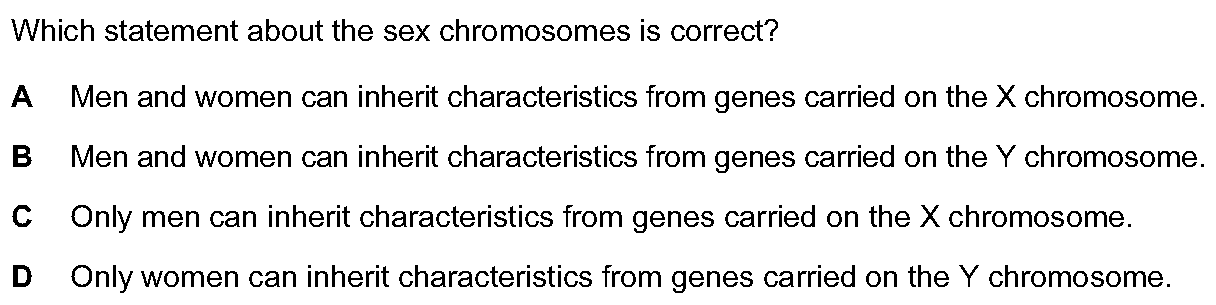 Which statement about the sex chromosomes is correct?
A Men and women can inherit characteristics from genes carried on the X chromosome.
B Men and women can inherit characteristics from genes carried on the Y chromosome.
C Only men can inherit characteristics from genes carried on the X chromosome.
D Only women can inherit characteristics from genes carried on the Y chromosome.